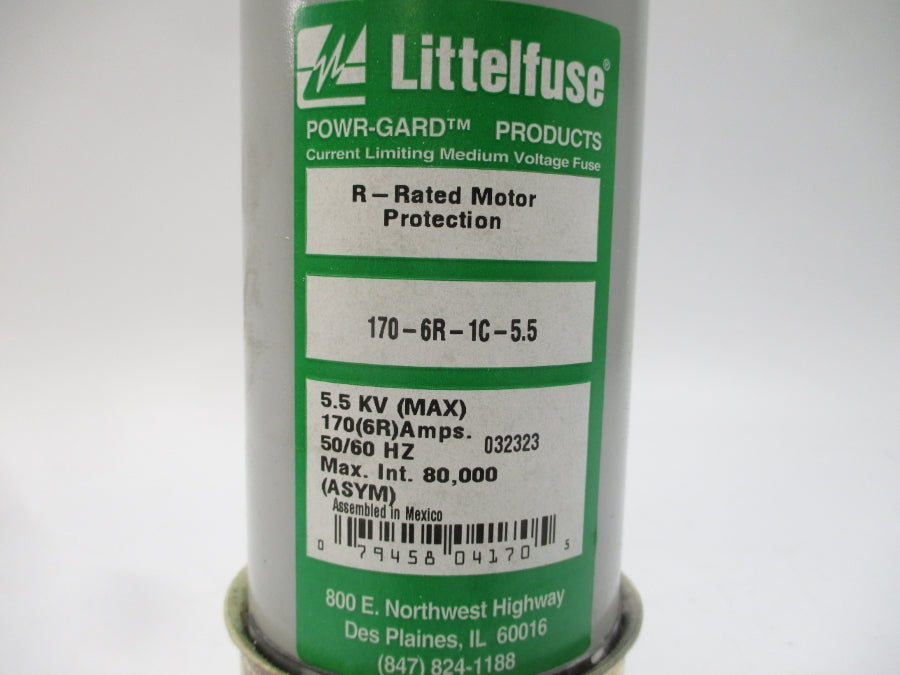 Littelfuse®
POWR-GARD™ PRODUCTS
Current Limiting Medium Voltage Fuse
R-Rated Motor
Protection
170-6R-1C-5.5
5.5 KV (MAX)
170(6R)Amps.
50/60 HZ 032323
Max. Int. 80,000
(ASYM)
Assembled in Mexico
0 79458 04170 5
800 E. Northwest Highway
Des Plaines, IL 60016
(847) 824-1188